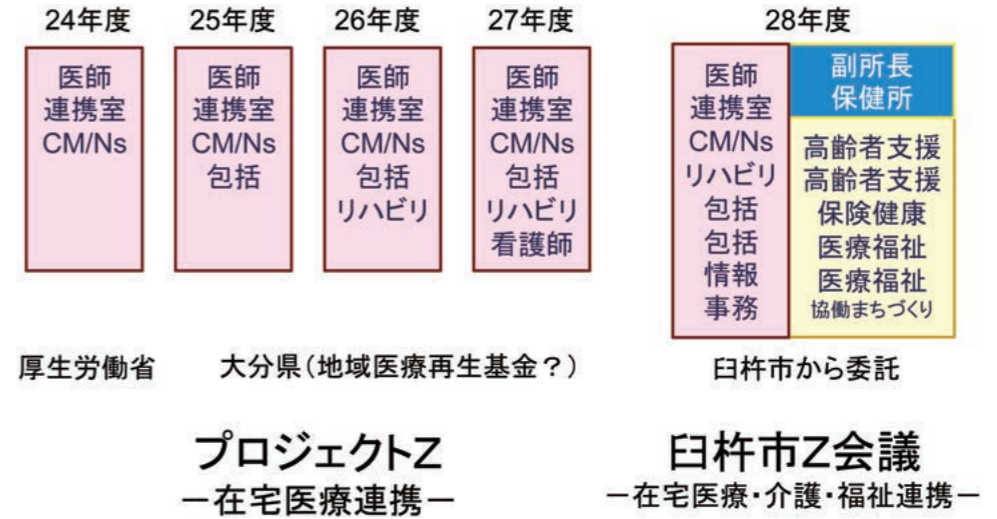 24年度
医師
連携室
CM/Ns
25年度
医師
連携室
CM/Ns
包括
26年度
医師
連携室
CM/Ns
包括
リハビリ
27年度
医師
連携室
CM/Ns
包括
リハビリ
看護師
28年度
医師
連携室
CM/Ns
リハビリ
包括
包括
情報
事務
副所長
保健所
高齢者支援
高齢者支援
保険健康
医療福祉
医療福祉
協働まちづくり
厚生労働省
大分県(地域医療再生基金?)
臼杵市から委託
プロジェクトZ
－在宅医療連携－
臼杵市Z会議
－在宅医療・介護・福祉連携－